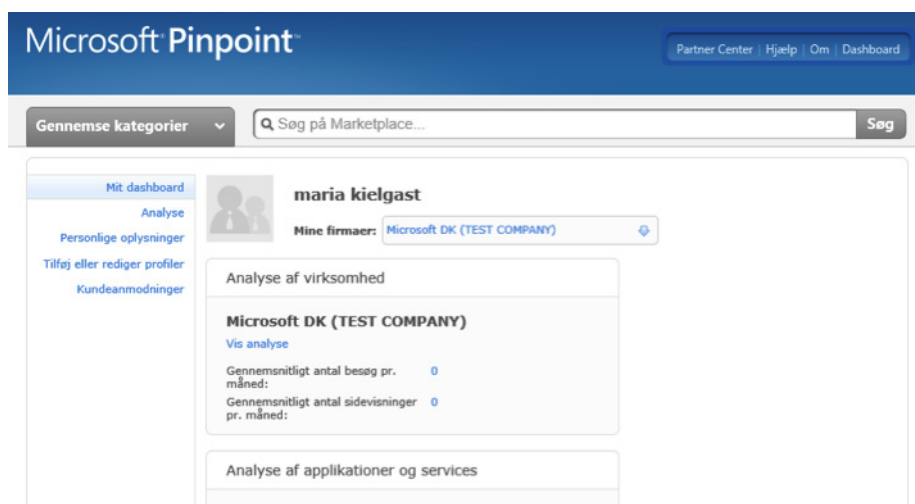 Microsoft Pinpoint™
Partner Center | Hjælp | Om | Dashboard
Gennemse kategorier
Søg på Marketplace...
Søg
Mit dashboard
Analyse
Personlige oplysninger
Tilføj eller rediger profiler
Kundeanmodninger
maria kielgast
Mine firmaer: Microsoft DK (TEST COMPANY)
Analyse af virksomhed
Microsoft DK (TEST COMPANY)
Vis analyse
Gennemsnitligt antal besøg pr. 0
måned:
Gennemsnitligt antal sidevisninger 0
pr. måned:
Analyse af applikationer og services